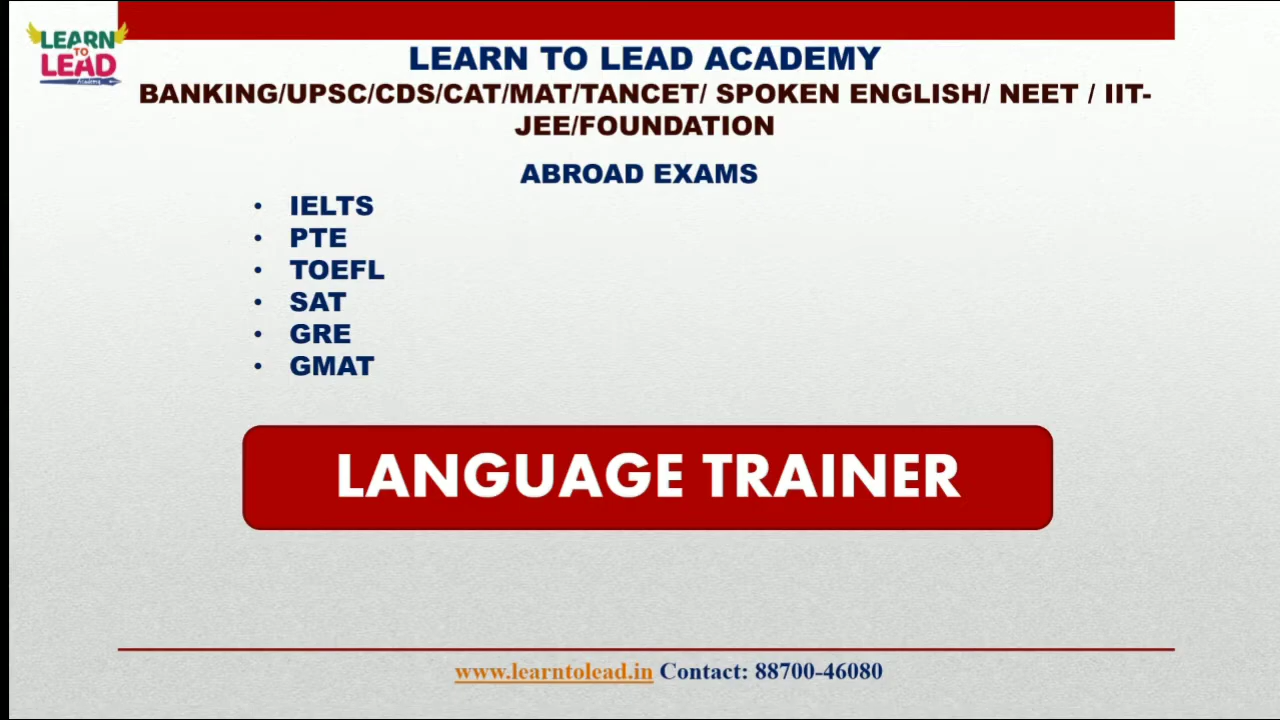 LEARN
TO
LEAD
Academy
LEARN TO LEAD ACADEMY
BANKING/UPSC/CDS/CAT/MAT/TANCET/ SPOKEN ENGLISH/ NEET / IIT-
JEE/FOUNDATION
ABROAD EXAMS
• IELTS
• PTE
• TOEFL
• SAT
• GRE
• GMAT
LANGUAGE TRAINER
www.learntolead.in Contact: 88700-46080